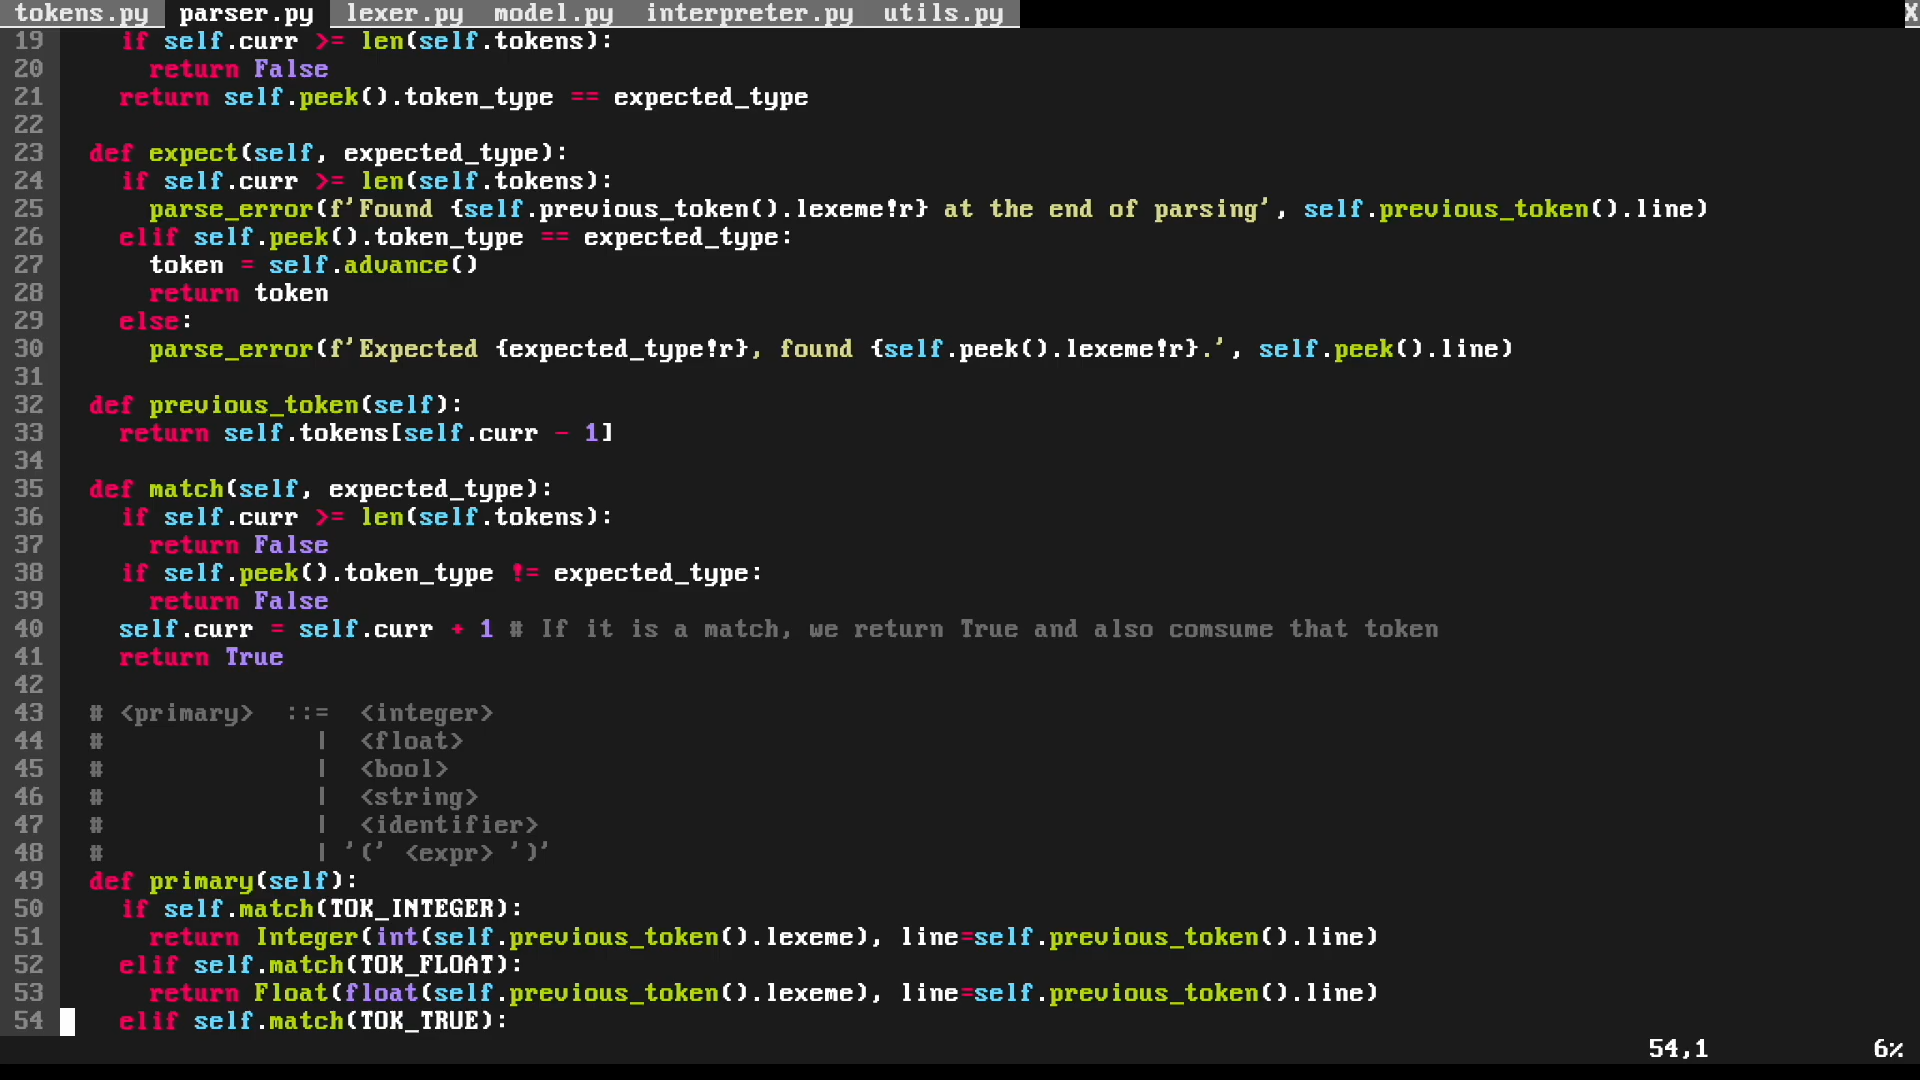 tokens.py parser.py lexer.py model.py interpreter.py utils.py X
19     if self.curr >= len(self.tokens):
20       return False
21     return self.peek().token_type == expected_type
22
23   def expect(self, expected_type):
24     if self.curr >= len(self.tokens):
25       parse_error(f'Found {self.previous_token().lexeme!r} at the end of parsing', self.previous_token().line)
26     elif self.peek().token_type == expected_type:
27       token = self.advance()
28       return token
29     else:
30       parse_error(f'Expected {expected_type!r}, found {self.peek().lexeme!r}.', self.peek().line)
31
32   def previous_token(self):
33     return self.tokens[self.curr - 1]
34
35   def match(self, expected_type):
36     if self.curr >= len(self.tokens):
37       return False
38     if self.peek().token_type != expected_type:
39       return False
40     self.curr = self.curr + 1 # If it is a match, we return True and also comsume that token
41     return True
42
43   # <primary>  ::=  <integer>
44   #              |  <float>
45   #              |  <bool>
46   #              |  <string>
47   #              |  <identifier>
48   #              | '(' <expr> ')'
49   def primary(self):
50     if self.match(TOK_INTEGER):
51       return Integer(int(self.previous_token().lexeme), line=self.previous_token().line)
52     elif self.match(TOK_FLOAT):
53       return Float(float(self.previous_token().lexeme), line=self.previous_token().line)
54     elif self.match(TOK_TRUE):
54,1 6%